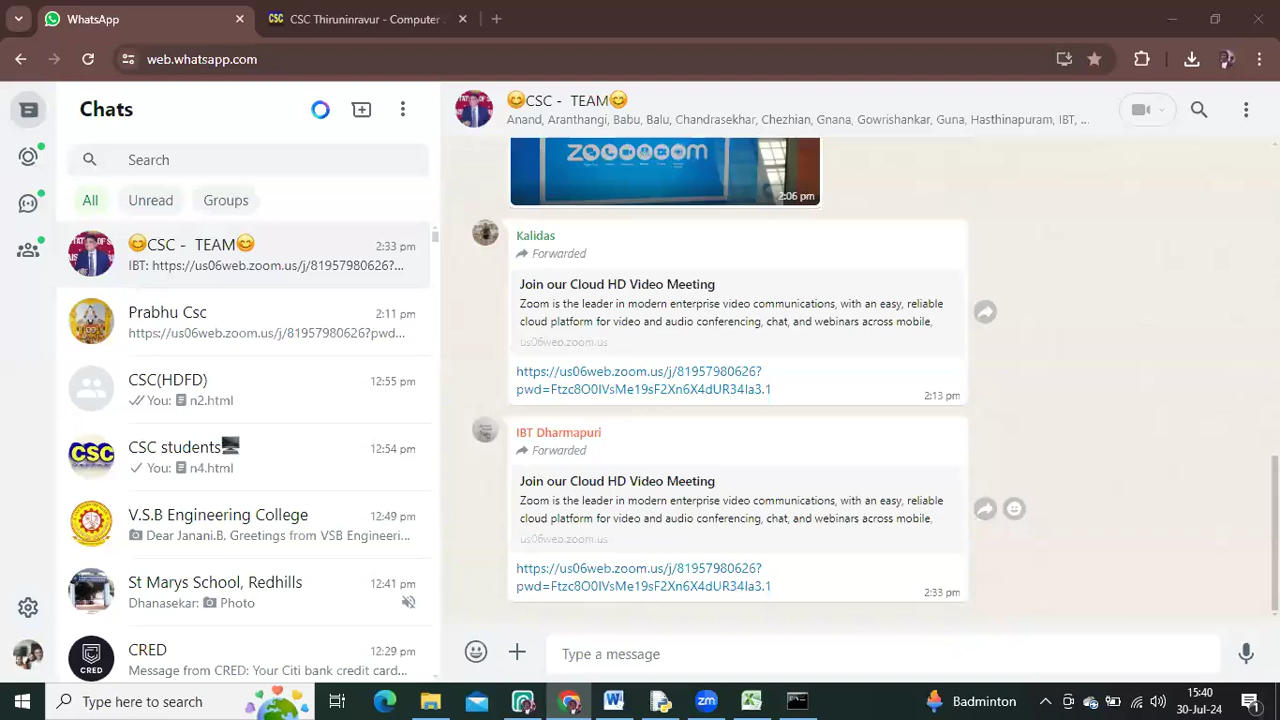 WhatsApp
CSC Thiruninravur - Computer
web.whatsapp.com
Chats
Search
All
Unread
Groups
😊CSC - TEAM😊
2:33 pm
IBT: https://us06web.zoom.us/j/81957980626?...
Prabhu Csc
2:11 pm
https://us06web.zoom.us/j/81957980626?pwd...
CSC(HDFD)
12:55 pm
You: n2.html
CSC students🖥️
12:54 pm
You: n4.html
V.S.B Engineering College
12:49 pm
Dear Janani.B, Greetings from VSB Engineeri...
St Marys School, Redhills
12:41 pm
Dhanasekar: Photo
CRED
12:29 pm
Message from CRED: Your Citi bank credit card...
😊CSC - TEAM😊
Anand, Aranthangi, Babu, Balu, Chandrasekhar, Chezhian, Gnana, Gowrishankar, Guna, Hasthinapuram, IBT, ...
zooooom
2:06 pm
Kalidas
Forwarded
Join our Cloud HD Video Meeting
Zoom is the leader in modern enterprise video communications, with an easy, reliable
cloud platform for video and audio conferencing, chat, and webinars across mobile,
us06web.zoom.us
https://us06web.zoom.us/j/81957980626?
pwd=Ftzc8O0IVsMe19sF2Xn6X4dUR34Ia3.1
2:13 pm
IBT Dharmapuri
Forwarded
Join our Cloud HD Video Meeting
Zoom is the leader in modern enterprise video communications, with an easy, reliable
cloud platform for video and audio conferencing, chat, and webinars across mobile,
us06web.zoom.us
https://us06web.zoom.us/j/81957980626?
pwd=Ftzc8O0IVsMe19sF2Xn6X4dUR34Ia3.1
2:33 pm
Type a message
Type here to search
Badminton
15:40
30-Jul-24